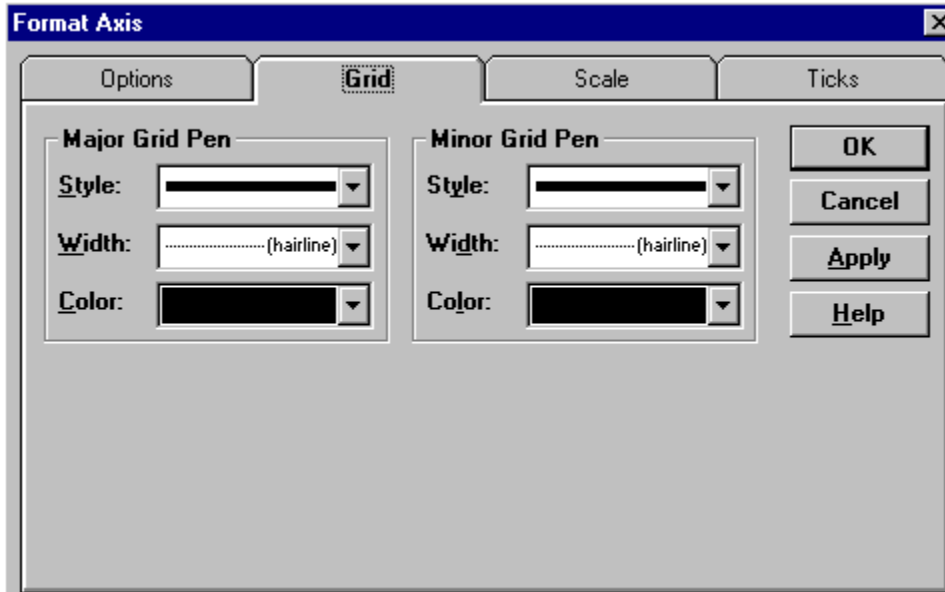 Format Axis
Options Grid Scale Ticks
Major Grid Pen Minor Grid Pen OK
Style: Style: Cancel
Width: (hairline) Width: (hairline) Apply
Color: Color: Help